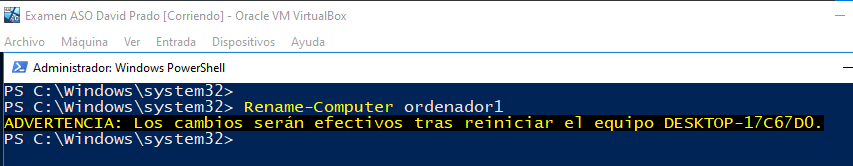 Examen ASO David Prado [Corriendo] - Oracle VM VirtualBox
Archivo Máquina Ver Entrada Dispositivos Ayuda
Administrador: Windows PowerShell
PS C:\Windows\system32>
PS C:\Windows\system32> Rename-Computer ordenador1
ADVERTENCIA: Los cambios serán efectivos tras reiniciar el equipo DESKTOP-17C67D0.
PS C:\Windows\system32>